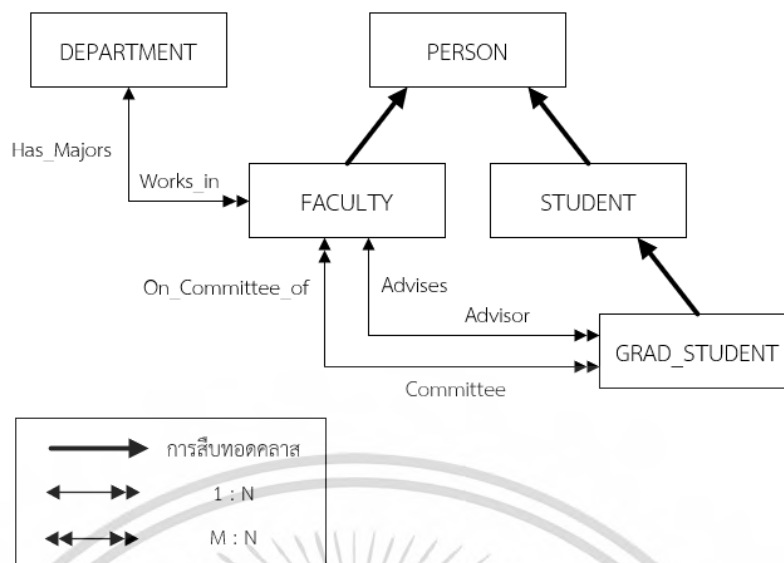 DEPARTMENT
PERSON
Has_Majors
Works_in
FACULTY
STUDENT
On_Committee_of
Advises
Advisor
GRAD_STUDENT
Committee
การสืบทอดคลาส
1 : N
M : N